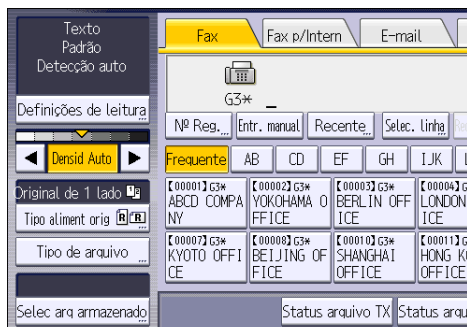 Texto
Padrão
Detecção auto
Definições de leitura
Densid Auto
Original de 1 lado
Tipo aliment orig
Tipo de arquivo
Selec arq armazenado
Fax
Fax p/Intern
E-mail
G3* _
Nº Reg.
Entr. manual
Recente
Selec. linha
Frequente
AB
CD
EF
GH
IJK
[00001] G3*
ABCD COMPA
NY
[00002] G3*
YOKOHAMA O
FFICE
[00003] G3*
BERLIN OFF
ICE
[00004] G
LONDON
ICE
[00007] G3*
KYOTO OFFI
CE
[00008] G3*
BEIJING OF
FICE
[00010] G3*
SHANGHAI
OFFICE
[00011] G
HONG K
OFFICE
Status arquivo TX
Status arqu